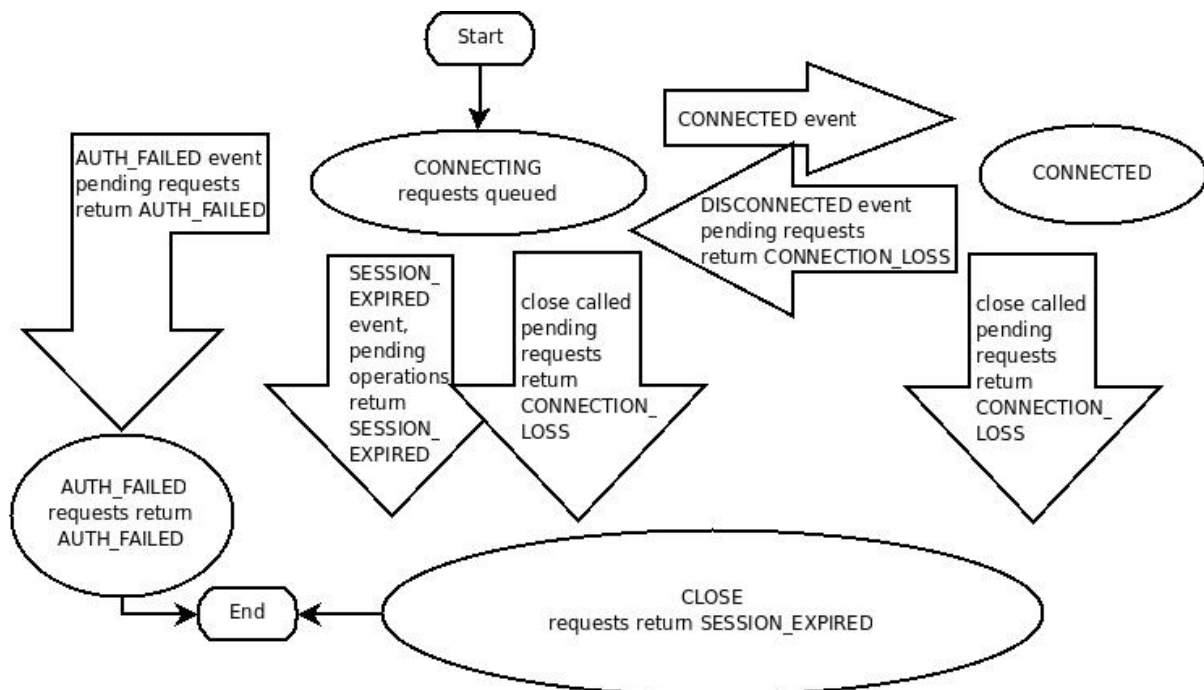 Start
CONNECTED event
AUTH_FAILED event
pending requests
return AUTH_FAILED
CONNECTING
requests queued
CONNECTED
DISCONNECTED event
pending requests
return CONNECTION_LOSS
SESSION_
EXPIRED
event,
pending
operations
return
SESSION_
EXPIRED
close called
pending
requests
return
CONNECTION_
LOSS
close called
pending
requests
return
CONNECTION_
LOSS
AUTH_FAILED
requests return
AUTH_FAILED
End
CLOSE
requests return SESSION_EXPIRED